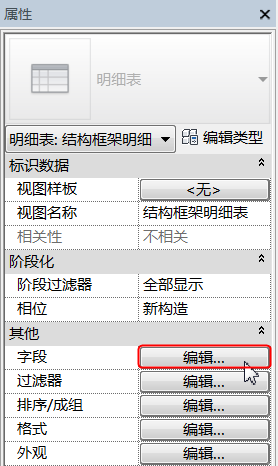 属性
明细表
明细表: 结构框架明细 编辑类型
标识数据
视图样板 <无>
视图名称 结构框架明细表
相关性 不相关
阶段化
阶段过滤器 全部显示
相位 新构造
其他
字段 编辑...
过滤器 编辑...
排序/成组 编辑...
格式 编辑...
外观 编辑...